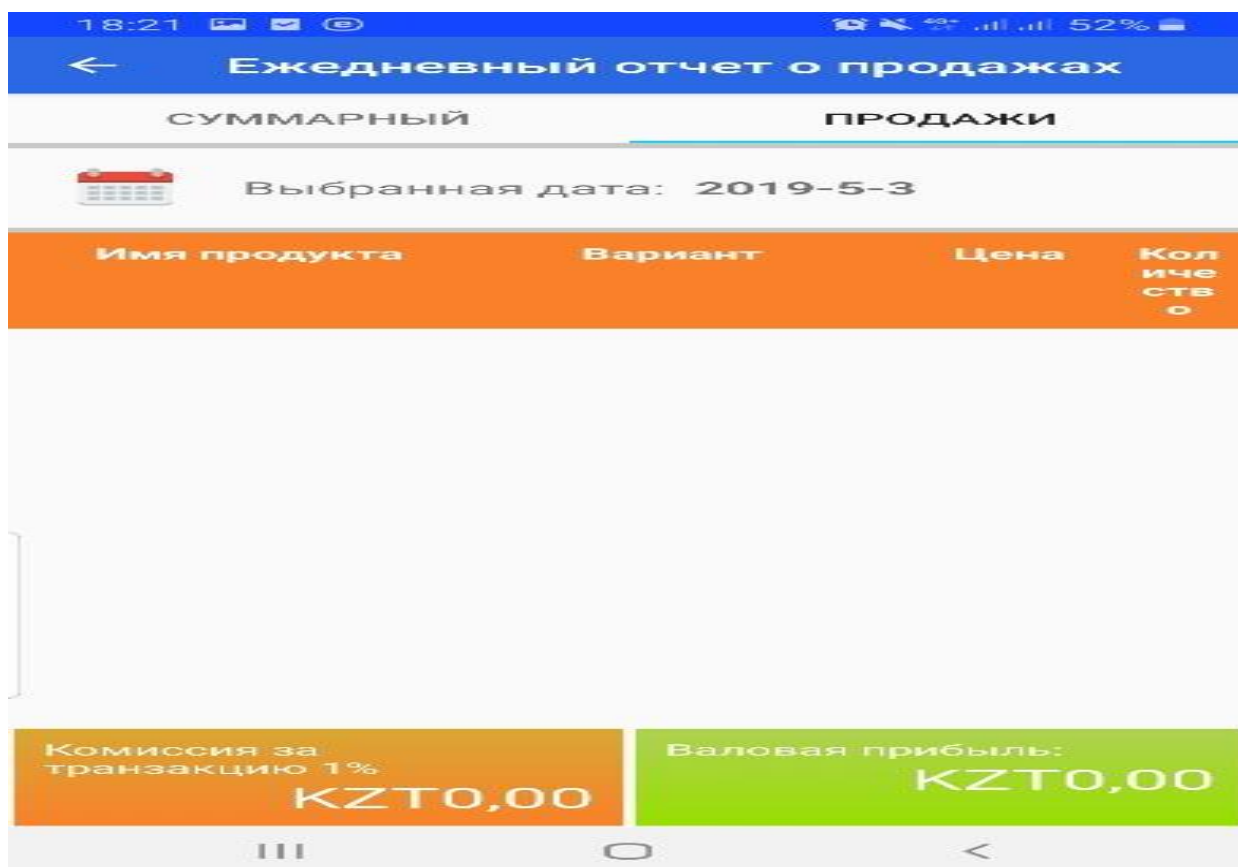 18:21 52%
Ежедневный отчет о продажах
СУММАРНЫЙ ПРОДАЖИ
Выбранная дата: 2019-5-3
Имя продукта Вариант Цена Кол
иче
ств
о
Комиссия за
транзакцию 1%
KZT0,00
Валовая прибыль:
KZT0,00